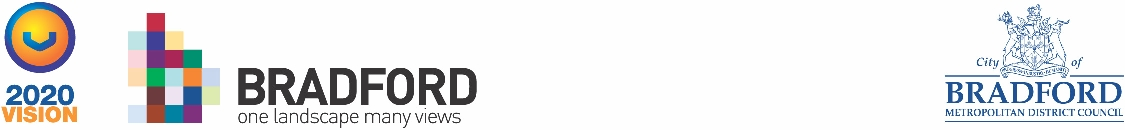 2020
VISION
BRADFORD
one landscape many views
City of
BRADFORD
METROPOLITAN DISTRICT COUNCIL